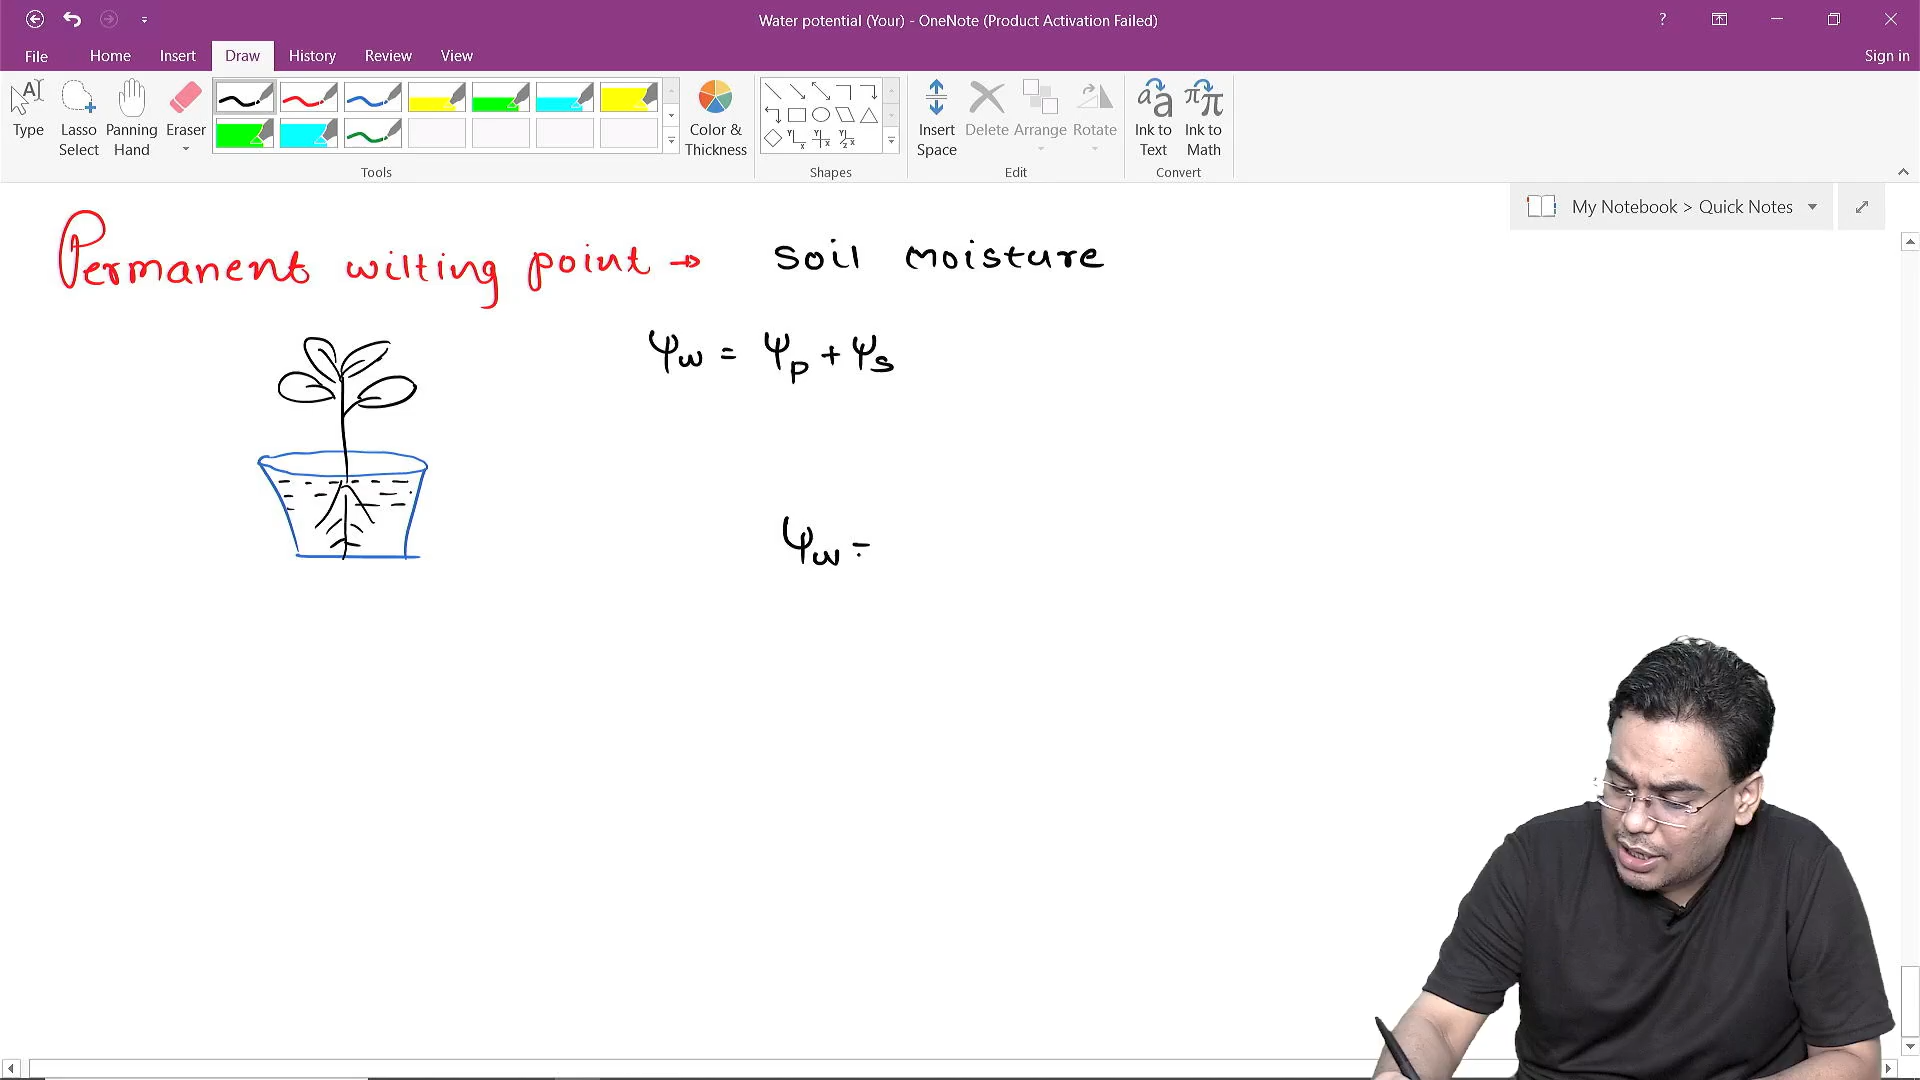 Water potential (Your) - OneNote (Product Activation Failed)
?
File Home Insert Draw History Review View
Sign in
Type
Lasso Select
Panning Hand
Eraser
Color & Thickness
Insert Space
Delete
Arrange
Rotate
Ink to Text
Ink to Math
Tools
Shapes
Edit
Convert
My Notebook > Quick Notes
Permanent wilting point → soil moisture
Ψw = Ψp + Ψs
Ψw =